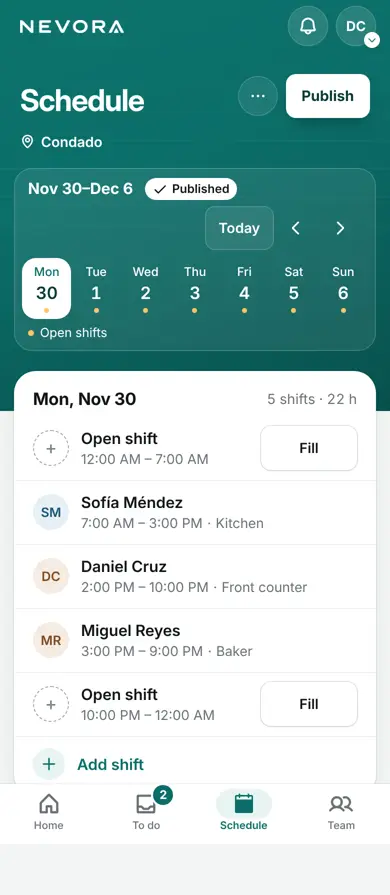 NEVORA
DC
Schedule
Publish
Condado
Nov 30–Dec 6
Published
Today
Mon Tue Wed Thu Fri Sat Sun
30 1 2 3 4 5 6
Open shifts
Mon, Nov 30
5 shifts · 22 h
Open shift
12:00 AM – 7:00 AM
Fill
SM
Sofía Méndez
7:00 AM – 3:00 PM · Kitchen
DC
Daniel Cruz
2:00 PM – 10:00 PM · Front counter
MR
Miguel Reyes
3:00 PM – 9:00 PM · Baker
Open shift
10:00 PM – 12:00 AM
Fill
Add shift
2
Home To do Schedule Team